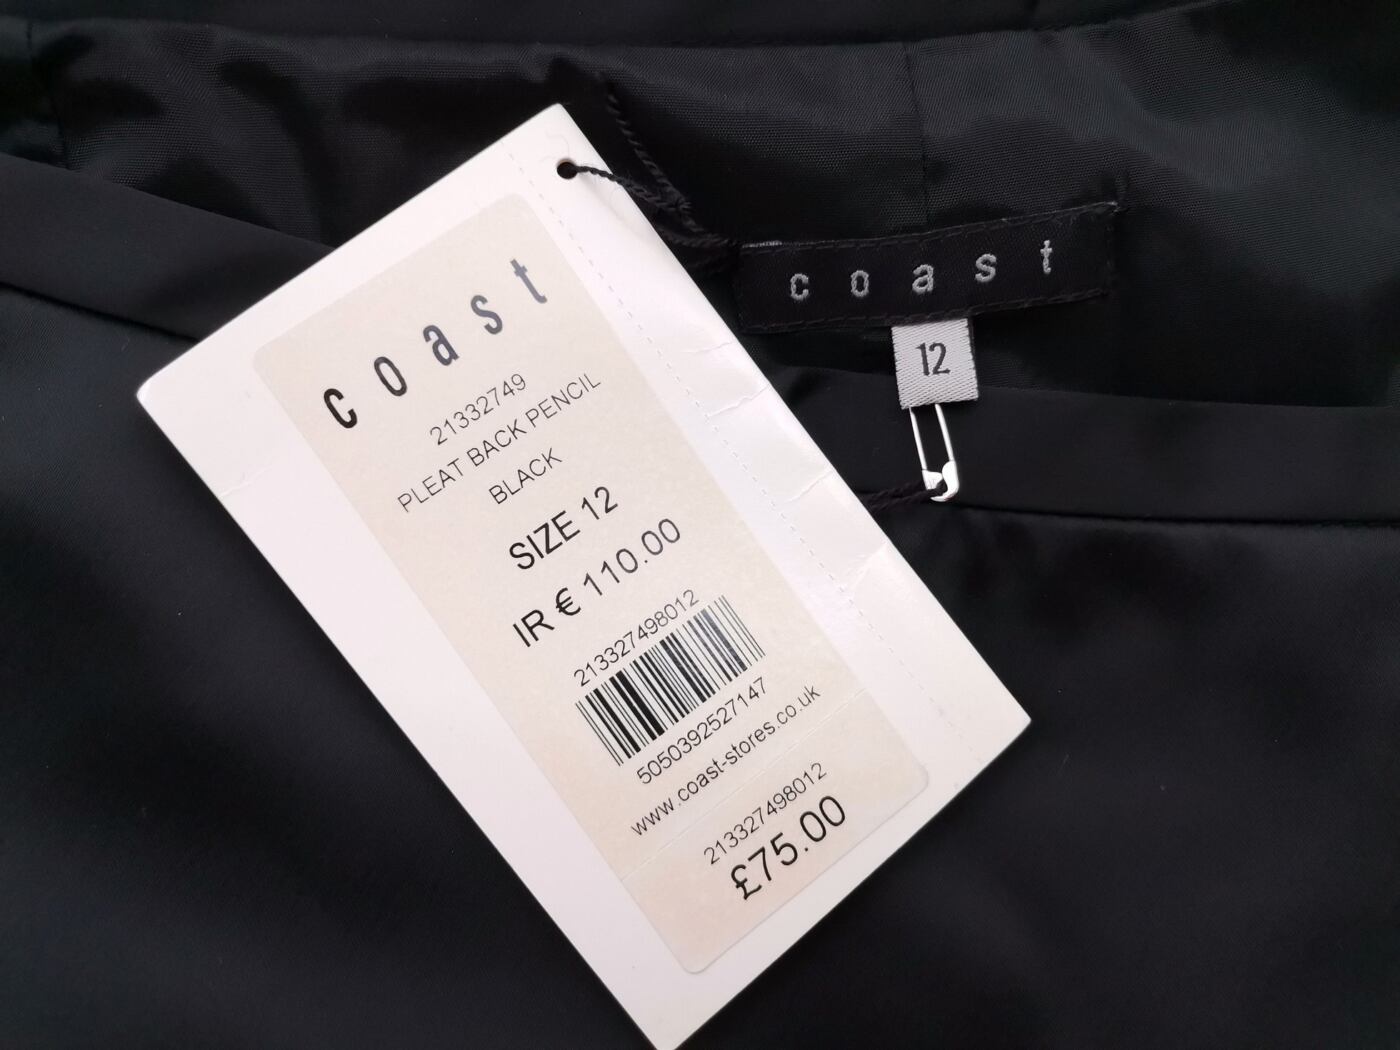 coast
21332749
PLEAT BACK PENCIL
BLACK
SIZE 12
IR € 110.00
213327498012
5050392527147
www.coast-stores.co.uk
213327498012
£75.00
coast
12